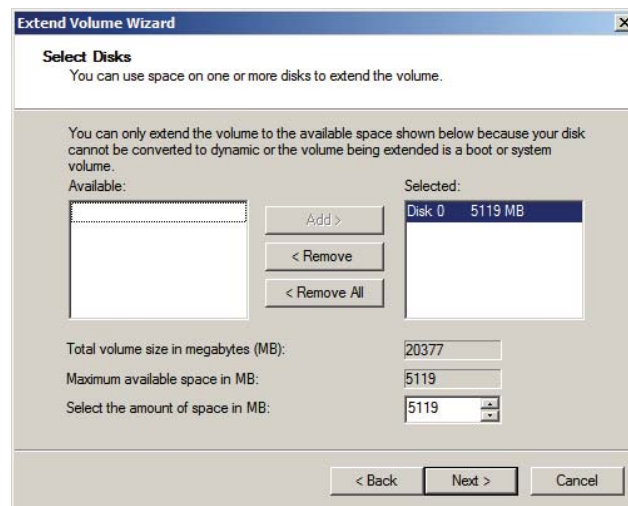 Extend Volume Wizard
Select Disks
You can use space on one or more disks to extend the volume.
You can only extend the volume to the available space shown below because your disk
cannot be converted to dynamic or the volume being extended is a boot or system
volume.
Available: Selected:
Disk 0 5119 MB
Add >
< Remove
< Remove All
Total volume size in megabytes (MB): 20377
Maximum available space in MB: 5119
Select the amount of space in MB: 5119
< Back Next > Cancel